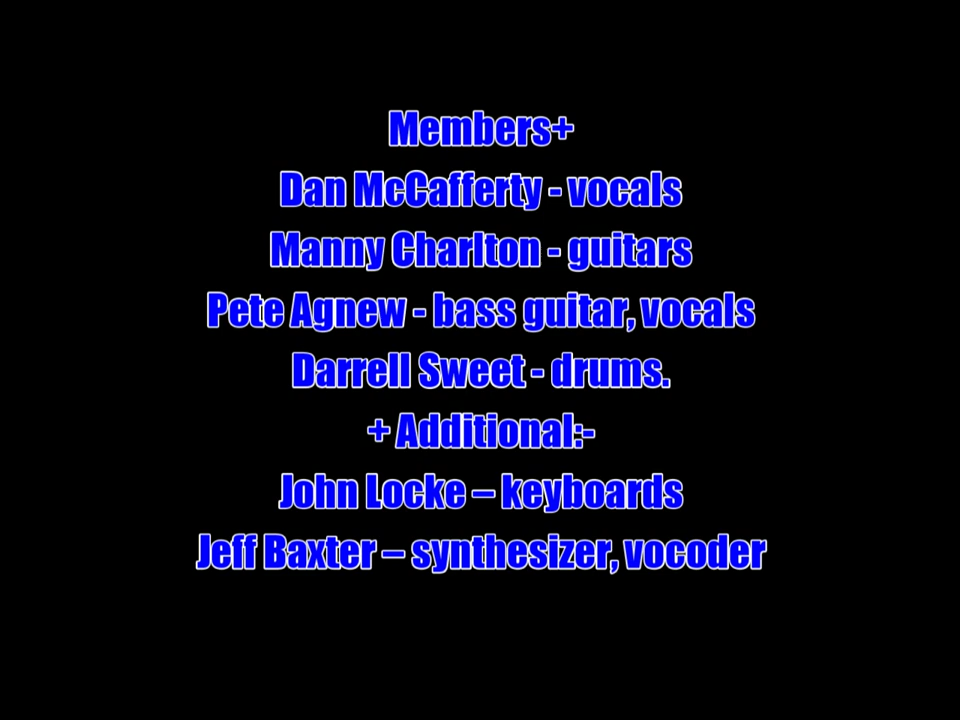 Members+
Dan McCafferty - vocals
Manny Charlton - guitars
Pete Agnew - bass guitar, vocals
Darrell Sweet - drums.
+ Additional:-
John Locke – keyboards
Jeff Baxter – synthesizer, vocoder